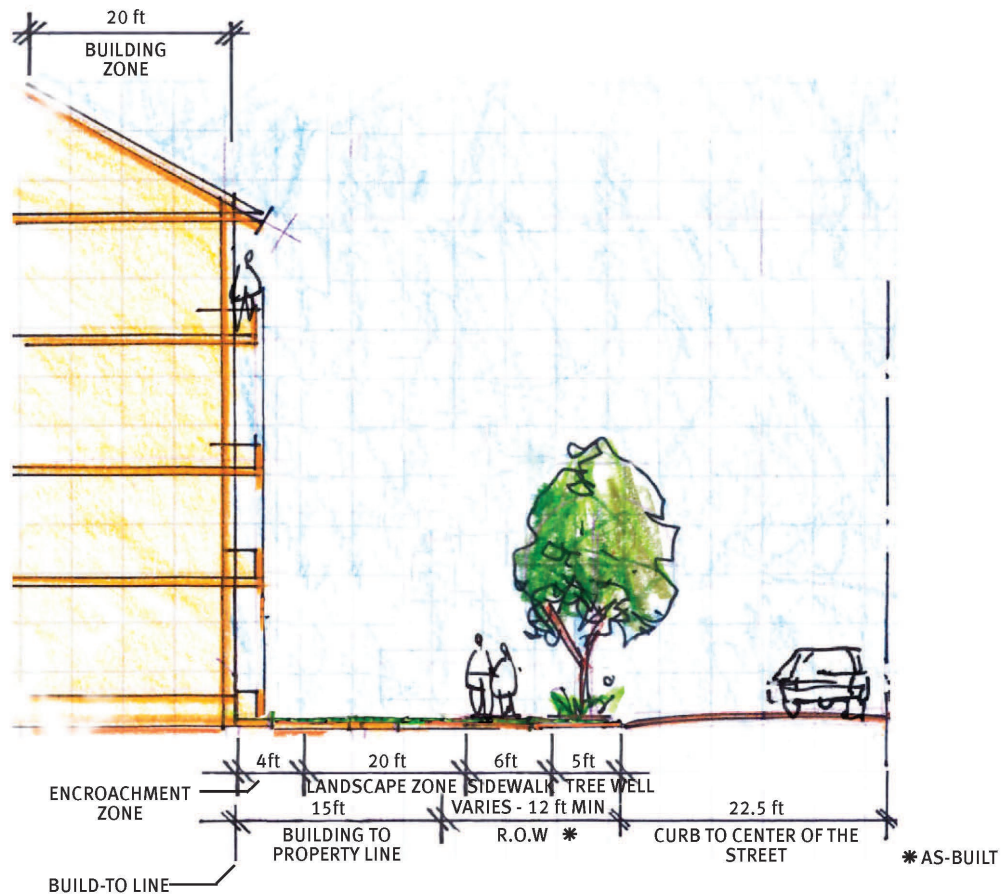 20 ft
BUILDING
ZONE
4ft
20 ft
6ft
5ft
ENCROACHMENT
ZONE
LANDSCAPE ZONE
SIDEWALK
TREE WELL
15ft
VARIES - 12 ft MIN
22.5 ft
BUILDING TO
PROPERTY LINE
R.O.W *
CURB TO CENTER OF THE
STREET
* AS-BUILT
BUILD-TO LINE